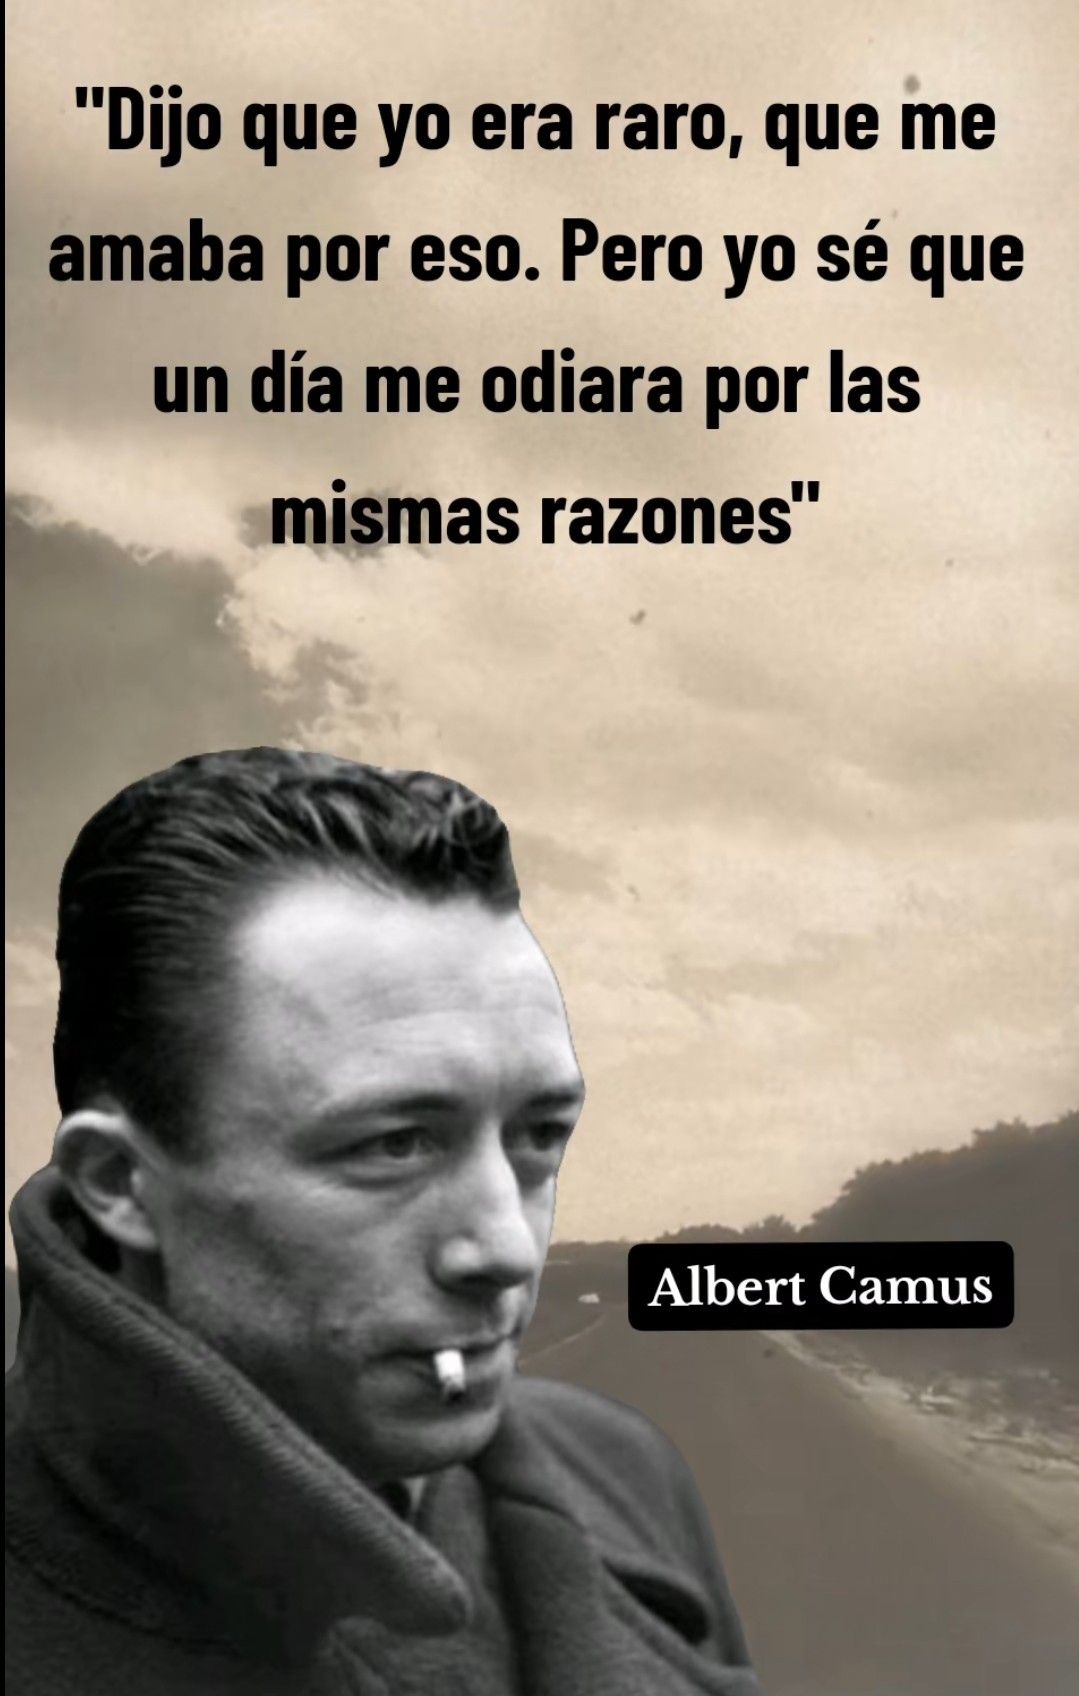 "Dijo que yo era raro, que me
amaba por eso. Pero yo sé que
un día me odiara por las
mismas razones"
Albert Camus